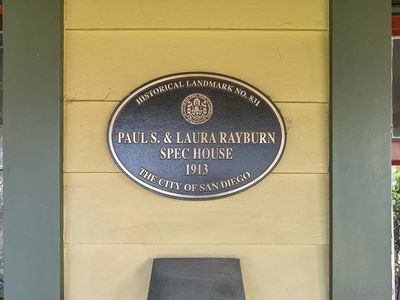 HISTORICAL LANDMARK NO. 831
PAUL S. & LAURA RAYBURN
SPEC HOUSE
1913
THE CITY OF SAN DIEGO